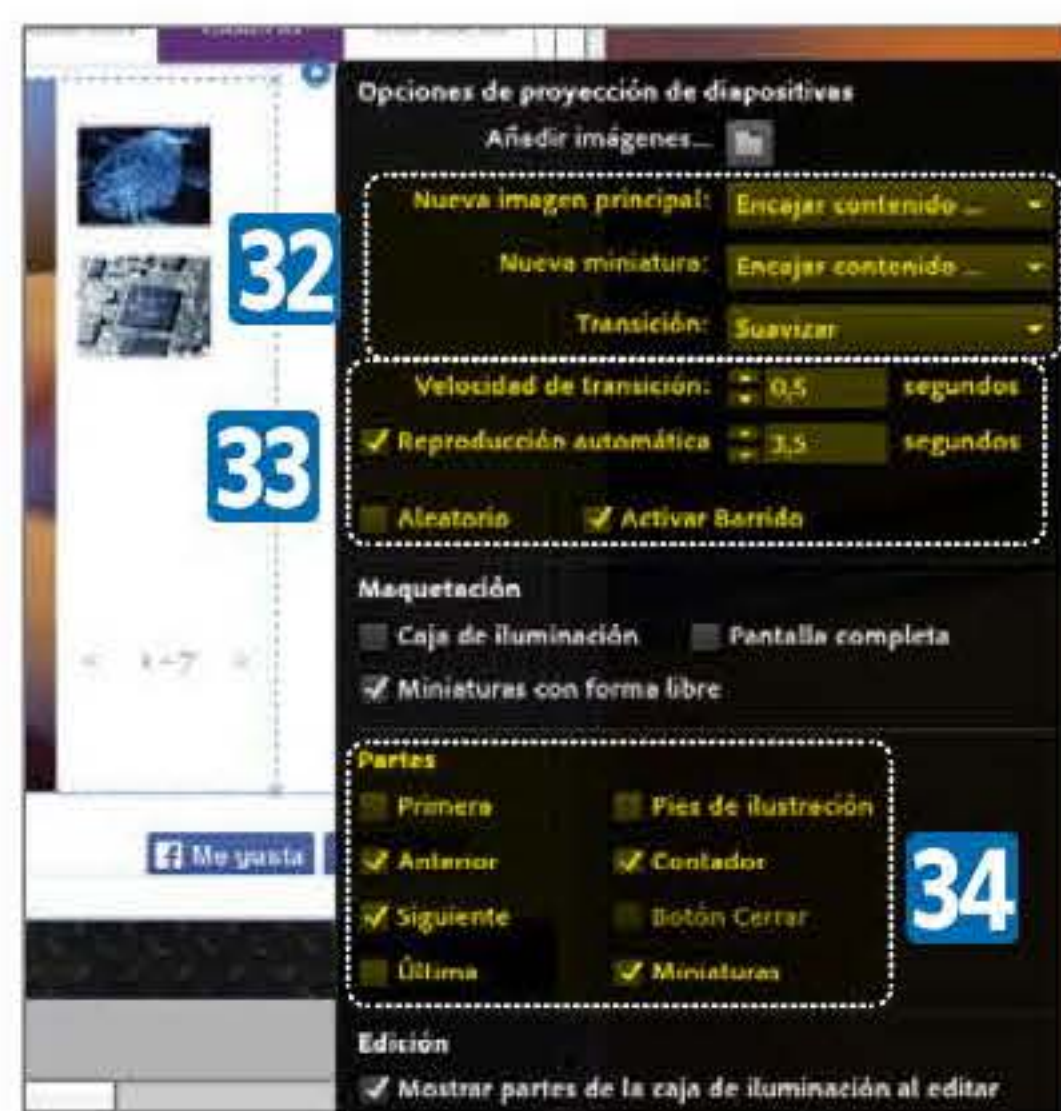 Opciones de proyección de diapositivas
Añadir imágenes...
Nueva imagen principal: Encajar contenido ...
32
Nueva miniatura: Encajar contenido ...
Transición: Suavizar
Velocidad de transición: 0,5 segundos
33
Reproducción automática 3,5 segundos
Aleatorio Activar Barrido
Maquetación
Caja de iluminación Pantalla completa
< 1-7 >
Miniaturas con forma libre
Partes
Primera Pies de ilustración
Me gusta
Anterior Contador
34
Siguiente Botón Cerrar
Última Miniaturas
Edición
Mostrar partes de la caja de iluminación al editar